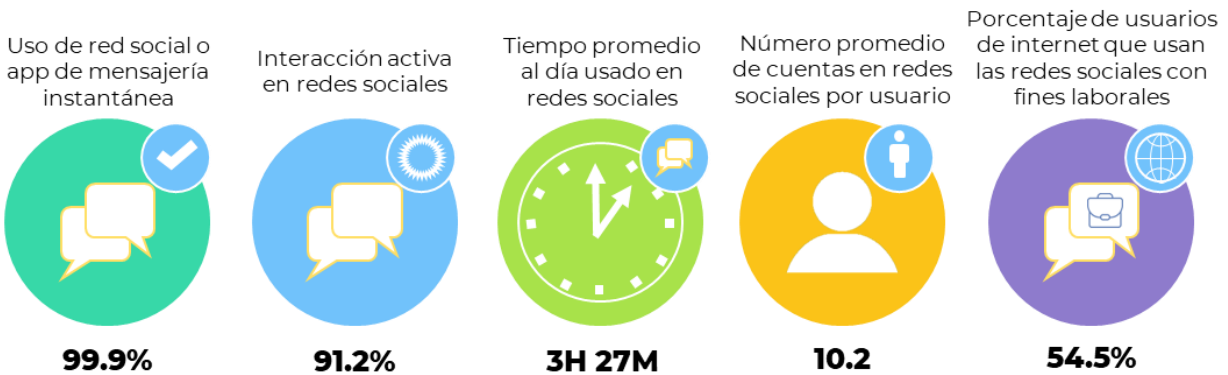 Uso de red social o
app de mensajería
instantánea
99.9%
Interacción activa
en redes sociales
91.2%
Tiempo promedio
al día usado en
redes sociales
3H 27M
Número promedio
de cuentas en redes
sociales por usuario
10.2
Porcentaje de usuarios
de internet que usan
las redes sociales con
fines laborales
54.5%